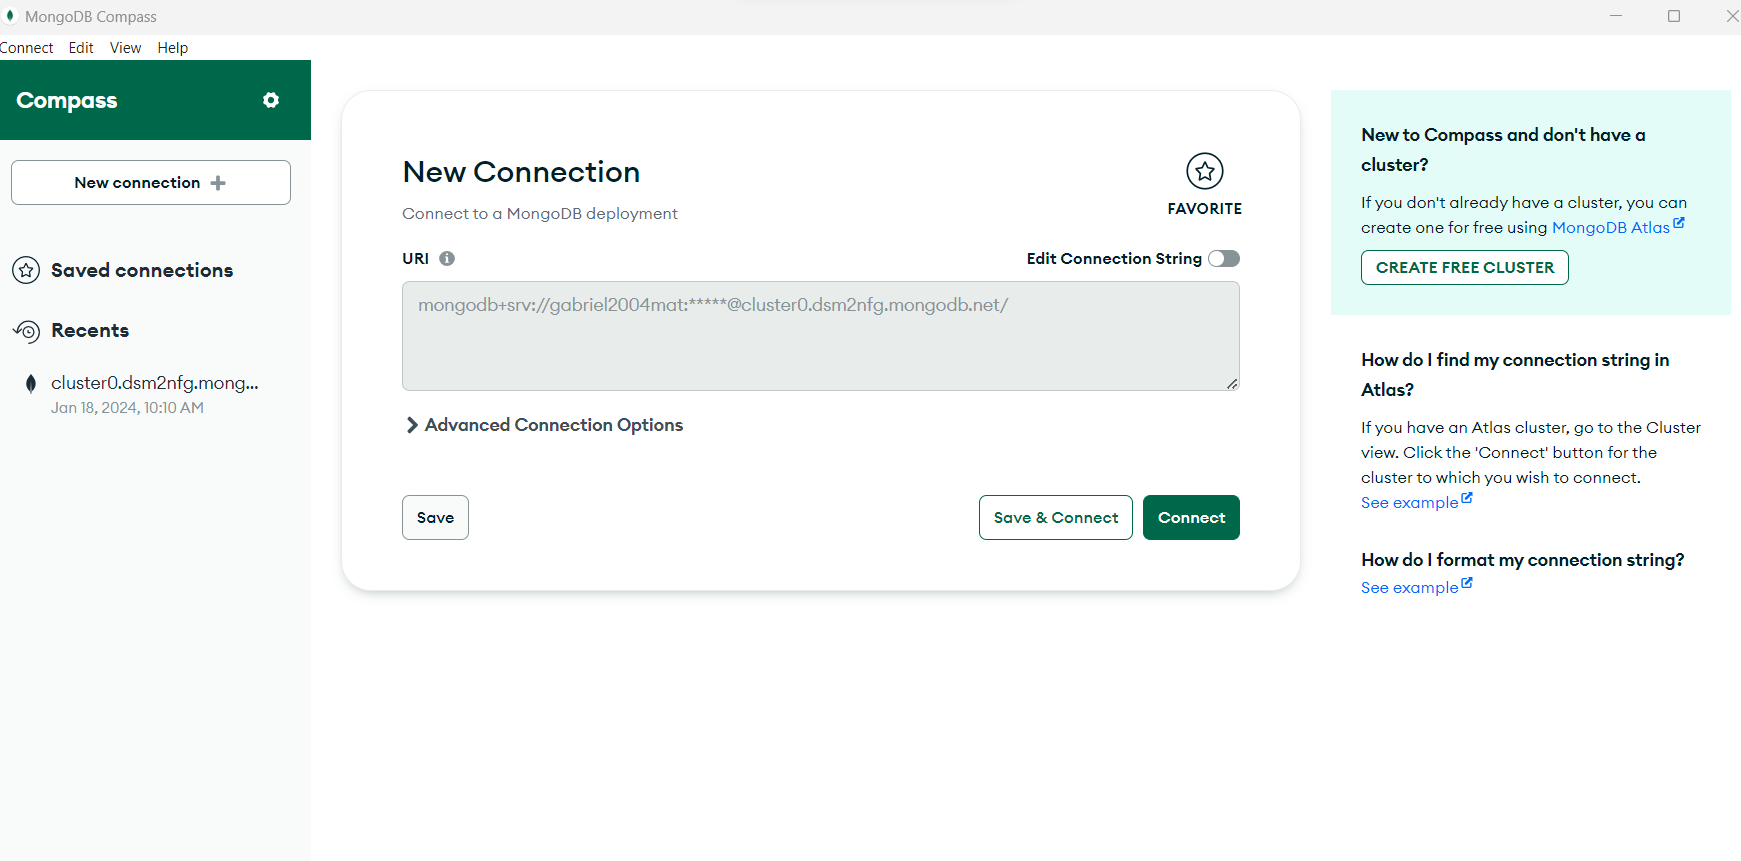 MongoDB Compass
Connect Edit View Help
Compass
New connection
Saved connections
Recents
cluster0.dsm2nfg.mong...
Jan 18, 2024, 10:10 AM
New Connection
Connect to a MongoDB deployment
FAVORITE
URI
Edit Connection String
mongodb+srv://gabriel2004mat:*****@cluster0.dsm2nfg.mongodb.net/
Advanced Connection Options
Save
Save & Connect
Connect
New to Compass and don't have a
cluster?
If you don't already have a cluster, you can
create one for free using MongoDB Atlas
CREATE FREE CLUSTER
How do I find my connection string in
Atlas?
If you have an Atlas cluster, go to the Cluster
view. Click the 'Connect' button for the
cluster to which you wish to connect.
See example
How do I format my connection string?
See example